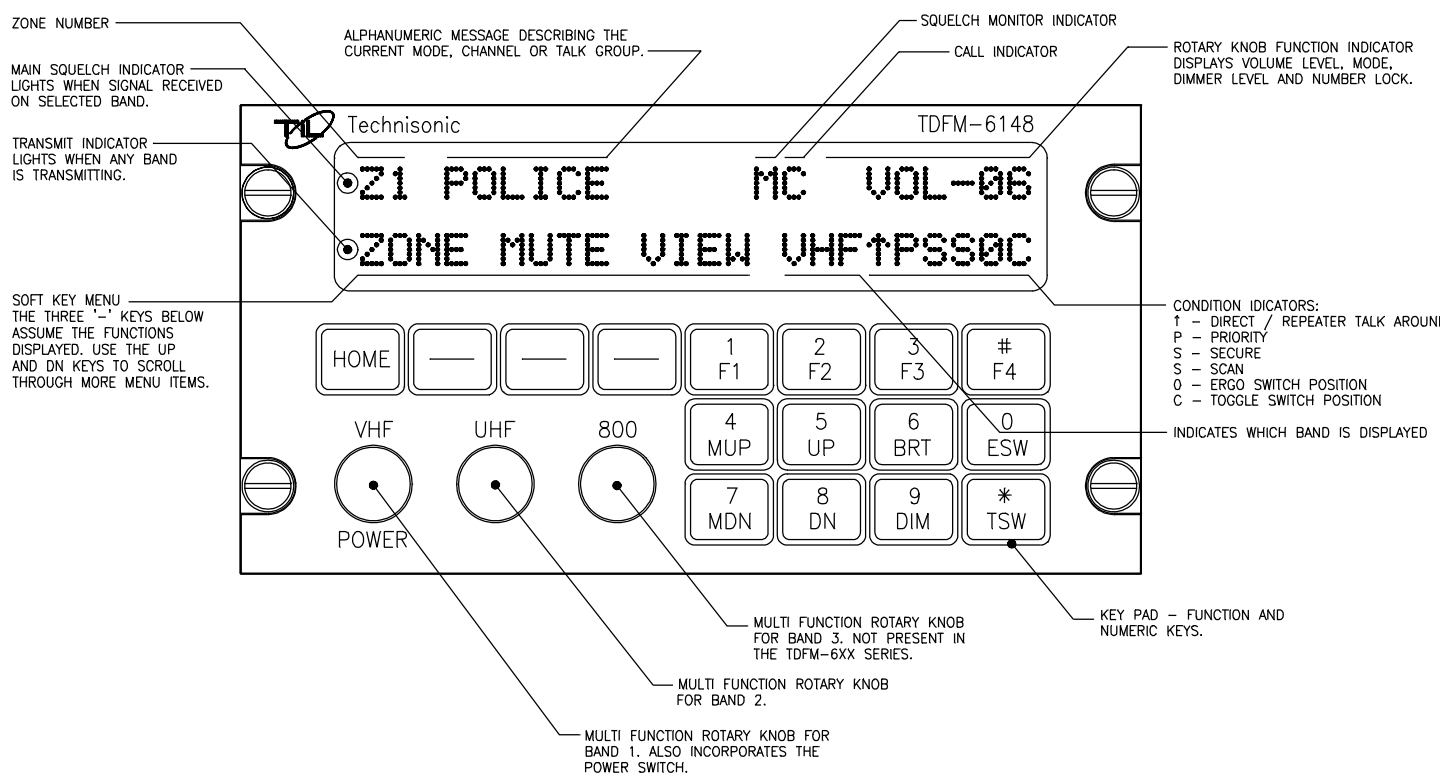 ZONE NUMBER
MAIN SQUELCH INDICATOR
LIGHTS WHEN SIGNAL RECEIVED
ON SELECTED BAND.
TRANSMIT INDICATOR
LIGHTS WHEN ANY BAND
IS TRANSMITTING.
ALPHANUMERIC MESSAGE DESCRIBING THE
CURRENT MODE, CHANNEL OR TALK GROUP.
SQUELCH MONITOR INDICATOR
CALL INDICATOR
ROTARY KNOB FUNCTION INDICATOR
DISPLAYS VOLUME LEVEL, MODE,
DIMMER LEVEL AND NUMBER LOCK.
TIL Technisonic TDFM-6148
Z1 POLICE MC VOL-06
ZONE MUTE VIEW VHF↑PSS0C
SOFT KEY MENU
THE THREE '-' KEYS BELOW
ASSUME THE FUNCTIONS
DISPLAYED. USE THE UP
AND DN KEYS TO SCROLL
THROUGH MORE MENU ITEMS.
CONDITION IDICATORS:
↑ - DIRECT / REPEATER TALK AROUN
P - PRIORITY
S - SECURE
S - SCAN
0 - ERGO SWITCH POSITION
C - TOGGLE SWITCH POSITION
INDICATES WHICH BAND IS DISPLAYED
HOME — — —
1 2 3 #
F1 F2 F3 F4
4 5 6 0
MUP UP BRT ESW
7 8 9 *
MDN DN DIM TSW
VHF UHF 800
POWER
KEY PAD - FUNCTION AND
NUMERIC KEYS.
MULTI FUNCTION ROTARY KNOB
FOR BAND 3. NOT PRESENT IN
THE TDFM-6XX SERIES.
MULTI FUNCTION ROTARY KNOB
FOR BAND 2.
MULTI FUNCTION ROTARY KNOB FOR
BAND 1. ALSO INCORPORATES THE
POWER SWITCH.